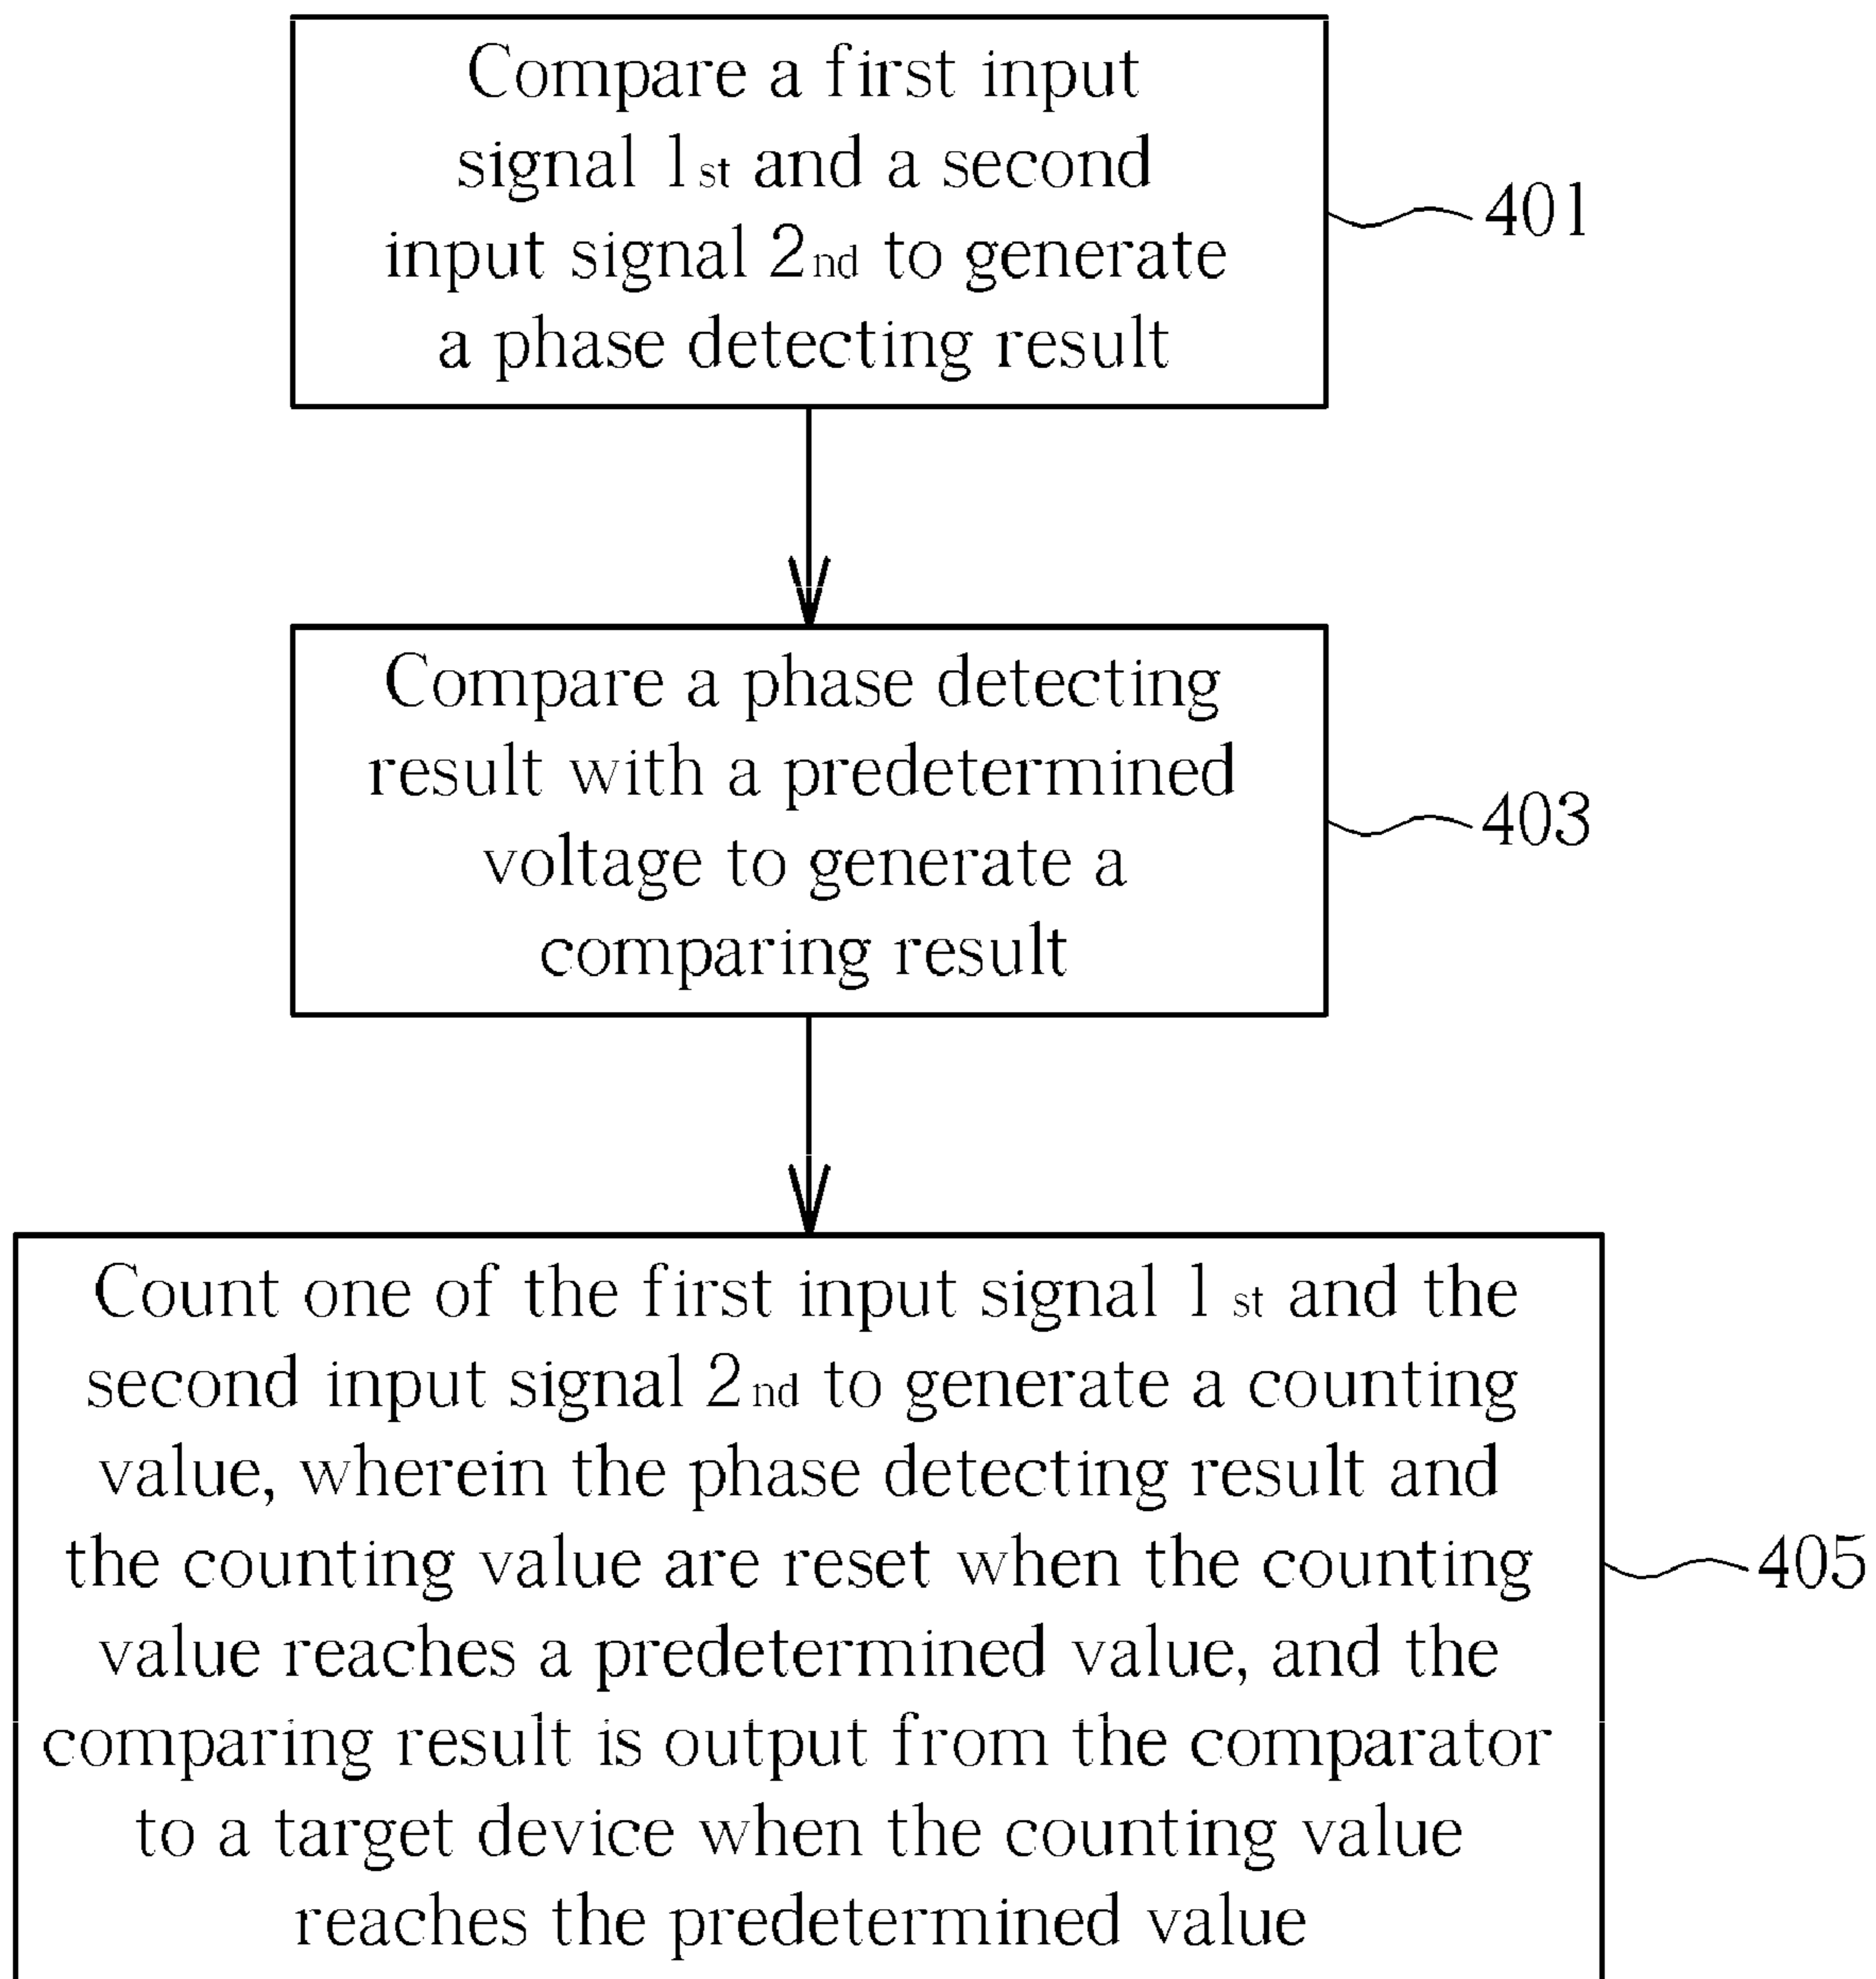 Compare a first input
signal 1st and a second
input signal 2nd to generate
a phase detecting result
401
Compare a phase detecting
result with a predetermined
voltage to generate a
comparing result
403
Count one of the first input signal 1 st and the
second input signal 2nd to generate a counting
value, wherein the phase detecting result and
the counting value are reset when the counting
value reaches a predetermined value, and the
comparing result is output from the comparator
to a target device when the counting value
reaches the predetermined value
405